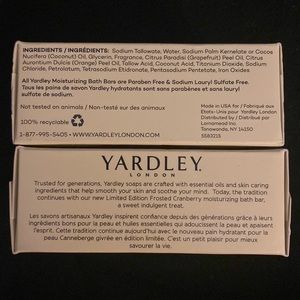 INGREDIENTS / INGRÉDIENTS: Sodium Tallowate, Water, Sodium Palm Kernelate or Cocos
Nucifera (Coconut) Oil, Glycerin, Fragrance, Citrus Paradisi (Grapefruit) Peel Oil, Citrus
Aurantium Dulcis (Orange) Peel Oil, Tallow Acid, Coconut Acid, Titanium Dioxide, Sodium
Chloride, Petrolatum, Tetrasodium Etidronate, Pentasodium Pentetate, Iron Oxides
All Yardley Moisturizing Bath Bars are Paraben Free & Sodium Lauryl Sulfate Free.
Tous les pains de savon Yardley hydratants sont sans parabènes et sans lauryl
sulfate de sodium.
Not tested on animals / Non-testé sur des animaux
100% recyclable
1-877-995-5405 • WWW.YARDLEYLONDON.COM
MADE IN USA for / Fabriqué aux
États-Unis pour Yardley London
Distributed by / Distribué par
Lornamead Inc.
Tonawanda, NY 14150
5583215
YARDLEY
LONDON
Trusted for generations, Yardley soaps are crafted with essential oils and skin caring
ingredients that help smooth your skin and soothe your mind. Today, the tradition
continues with our new Limited Edition Frosted Cranberry moisturizing bath bar,
a sweet indulgent treat.
Les savons artisanaux Yardley inspirent confiance depuis des générations grâce à leurs
ingrédients bons pour la peau et huiles essentielles qui adoucissent la peau et apaisent
l'esprit. Cette tradition continue aujourd'hui avec le nouveau pain hydratant pour la
peau Canneberge givrée en édition limitée. C'est un petit plaisir pour mieux
savourer la vie.